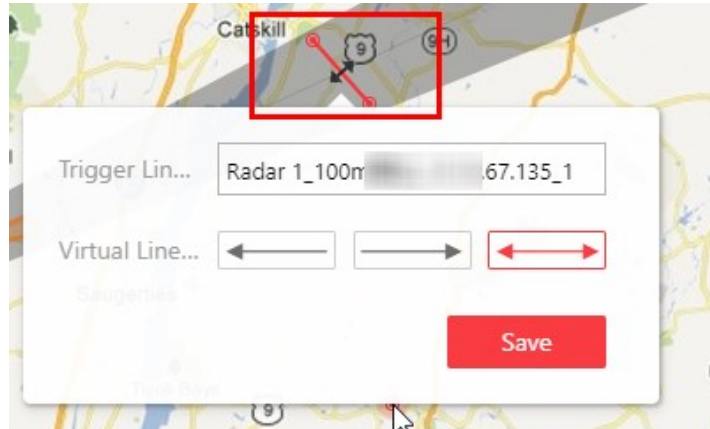 Catskill
9
9H
Trigger Lin...
Radar 1_100m .67.135_1
Virtual Line...
Saugerties
Save
9